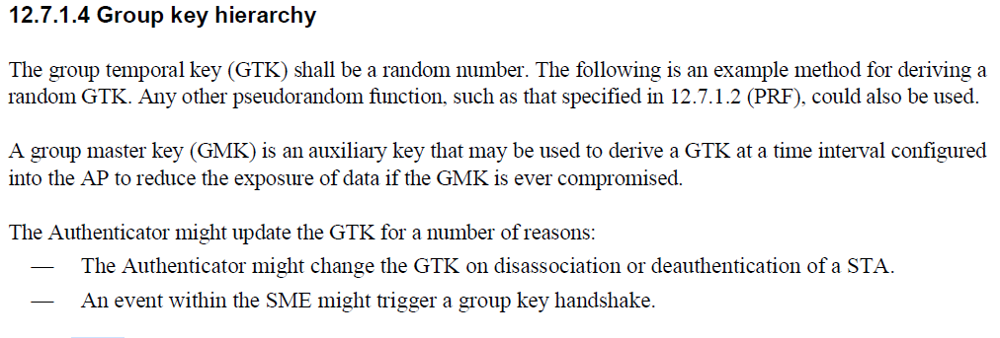 12.7.1.4 Group key hierarchy
The group temporal key (GTK) shall be a random number. The following is an example method for deriving a
random GTK. Any other pseudorandom function, such as that specified in 12.7.1.2 (PRF), could also be used.
A group master key (GMK) is an auxiliary key that may be used to derive a GTK at a time interval configured
into the AP to reduce the exposure of data if the GMK is ever compromised.
The Authenticator might update the GTK for a number of reasons:
— The Authenticator might change the GTK on disassociation or deauthentication of a STA.
— An event within the SME might trigger a group key handshake.